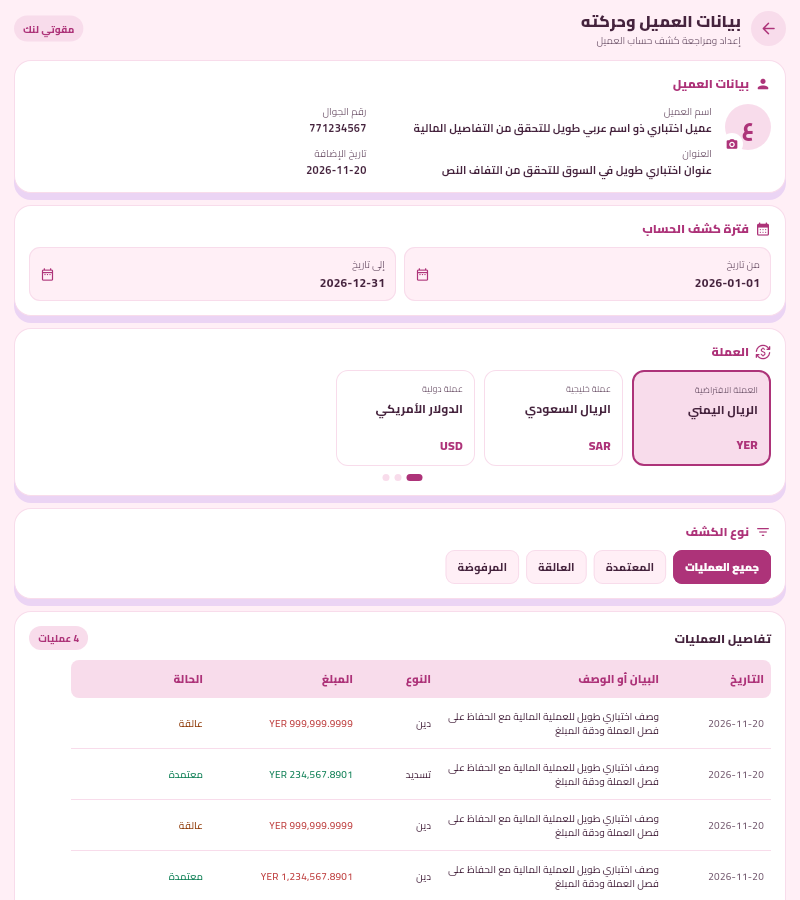 بيانات العميل وحركته
إعداد ومراجعة كشف حساب العميل
مقوتي لنك
بيانات العميل
ع
اسم العميل
عميل اختباري ذو اسم عربي طويل للتحقق من التفاصيل المالية
رقم الجوال
771234567
العنوان
عنوان اختباري طويل في السوق للتحقق من التفاف النص
تاريخ الإضافة
2026-11-20
فترة كشف الحساب
من تاريخ
2026-01-01
إلى تاريخ
2026-12-31
العملة
العملة الافتراضية
الريال اليمني
YER
عملة خليجية
الريال السعودي
SAR
عملة دولية
الدولار الأمريكي
USD
نوع الكشف
جميع العمليات
المعتمدة
العالقة
المرفوضة
تفاصيل العمليات
4 عمليات
التاريخ البيان أو الوصف النوع المبلغ الحالة
2026-11-20 وصف اختباري طويل للعملية المالية مع الحفاظ على دين YER 999,999.9999 عالقة
فصل العملة ودقة المبلغ
2026-11-20 وصف اختباري طويل للعملية المالية مع الحفاظ على تسديد YER 234,567.8901 معتمدة
فصل العملة ودقة المبلغ
2026-11-20 وصف اختباري طويل للعملية المالية مع الحفاظ على دين YER 999,999.9999 عالقة
فصل العملة ودقة المبلغ
2026-11-20 وصف اختباري طويل للعملية المالية مع الحفاظ على دين YER 1,234,567.8901 معتمدة
فصل العملة ودقة المبلغ